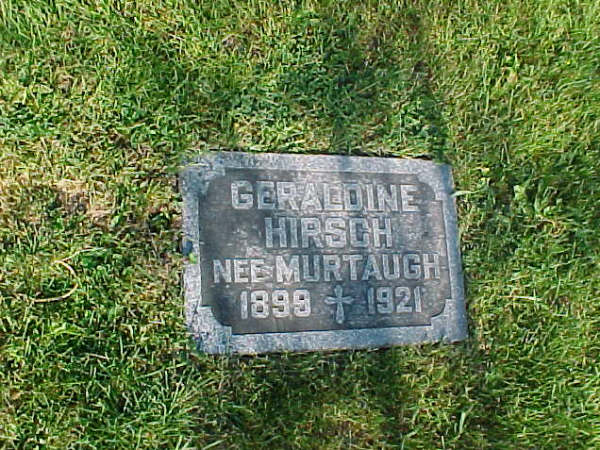 GERALDINE
HIRSCH
NEE MURTAUGH
1899 ✝ 1921